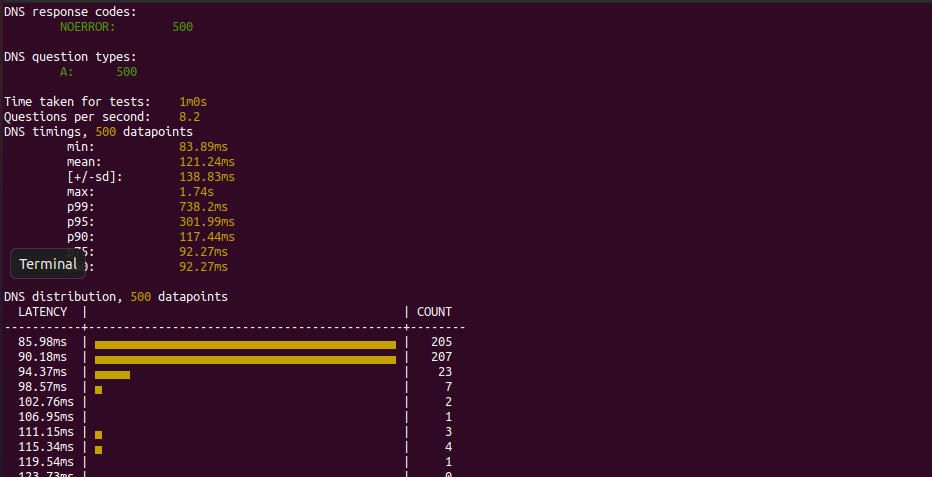 DNS response codes:
NOERROR: 500
DNS question types:
A: 500
Time taken for tests: 1m0s
Questions per second: 8.2
DNS timings, 500 datapoints
min: 83.89ms
mean: 121.24ms
[+/-sd]: 138.83ms
max: 1.74s
p99: 738.2ms
p95: 301.99ms
p90: 117.44ms
75: 92.27ms
Terminal
: 92.27ms
DNS distribution, 500 datapoints
LATENCY | | COUNT
-----------+---------------------------------------------+--------
85.98ms | | 205
90.18ms | | 207
94.37ms | | 23
98.57ms | | 7
102.76ms | | 2
106.95ms | | 1
111.15ms | | 3
115.34ms | | 4
119.54ms | | 1
123.73ms | | 0